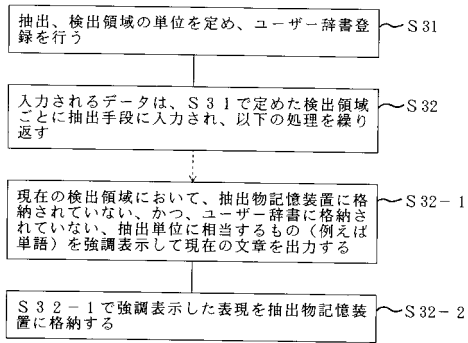 抽出、検出領域の単位を定め、ユーザー辞書登
録を行う
S31
入力されるデータは、S31で定めた検出領域
ごとに抽出手段に入力され、以下の処理を繰り
返す
S32
現在の検出領域において、抽出物記憶装置に格
納されていない、かつ、ユーザー辞書に格納さ
れていない、抽出単位に相当するもの（例えば
単語）を強調表示して現在の文章を出力する
S32-1
S32-1で強調表示した表現を抽出物記憶装
置に格納する
S32-2